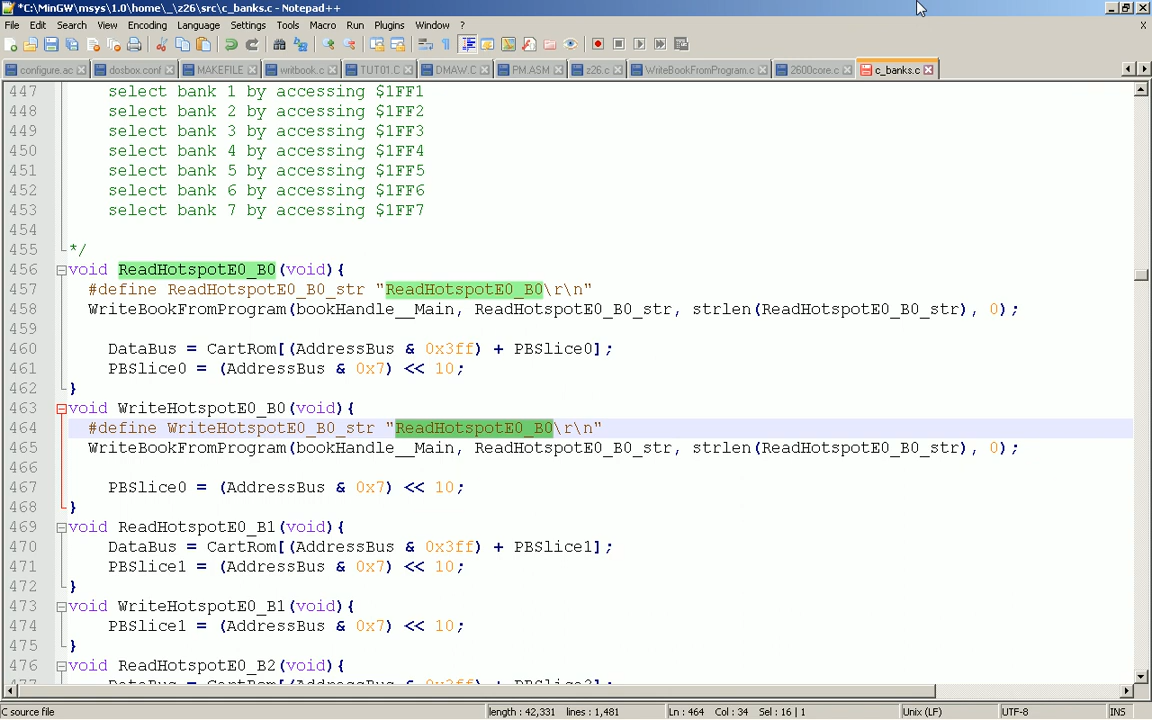 *C:\MinGW\msys\1.0\home\_\z26\src\c_banks.c - Notepad++
File Edit Search View Encoding Language Settings Tools Macro Run Plugins Window ? X
configure.ac dosbox.conf MAKEFILE writbook.c TUT01.C DMAW.C PM.ASM z26.c WriteBookFromProgram.c 2600core.c c_banks.c
447 select bank 1 by accessing $1FF1
448 select bank 2 by accessing $1FF2
449 select bank 3 by accessing $1FF3
450 select bank 4 by accessing $1FF4
451 select bank 5 by accessing $1FF5
452 select bank 6 by accessing $1FF6
453 select bank 7 by accessing $1FF7
454
455 */
456 void ReadHotspotE0_B0(void){
457 #define ReadHotspotE0_B0_str "ReadHotspotE0_B0\r\n"
458 WriteBookFromProgram(bookHandle__Main, ReadHotspotE0_B0_str, strlen(ReadHotspotE0_B0_str), 0);
459
460 DataBus = CartRom[(AddressBus & 0x3ff) + PBSlice0];
461 PBSlice0 = (AddressBus & 0x7) << 10;
462 }
463 void WriteHotspotE0_B0(void){
464 #define WriteHotspotE0_B0_str "ReadHotspotE0_B0\r\n"
465 WriteBookFromProgram(bookHandle__Main, ReadHotspotE0_B0_str, strlen(ReadHotspotE0_B0_str), 0);
466
467 PBSlice0 = (AddressBus & 0x7) << 10;
468 }
469 void ReadHotspotE0_B1(void){
470 DataBus = CartRom[(AddressBus & 0x3ff) + PBSlice1];
471 PBSlice1 = (AddressBus & 0x7) << 10;
472 }
473 void WriteHotspotE0_B1(void){
474 PBSlice1 = (AddressBus & 0x7) << 10;
475 }
476 void ReadHotspotE0_B2(void){
477 DataBus = CartRom[(AddressBus & 0x3ff) + PBSlice2];
C source file length : 42,331 lines : 1,481 Ln : 464 Col : 34 Sel : 16 | 1 Unix (LF) UTF-8 INS